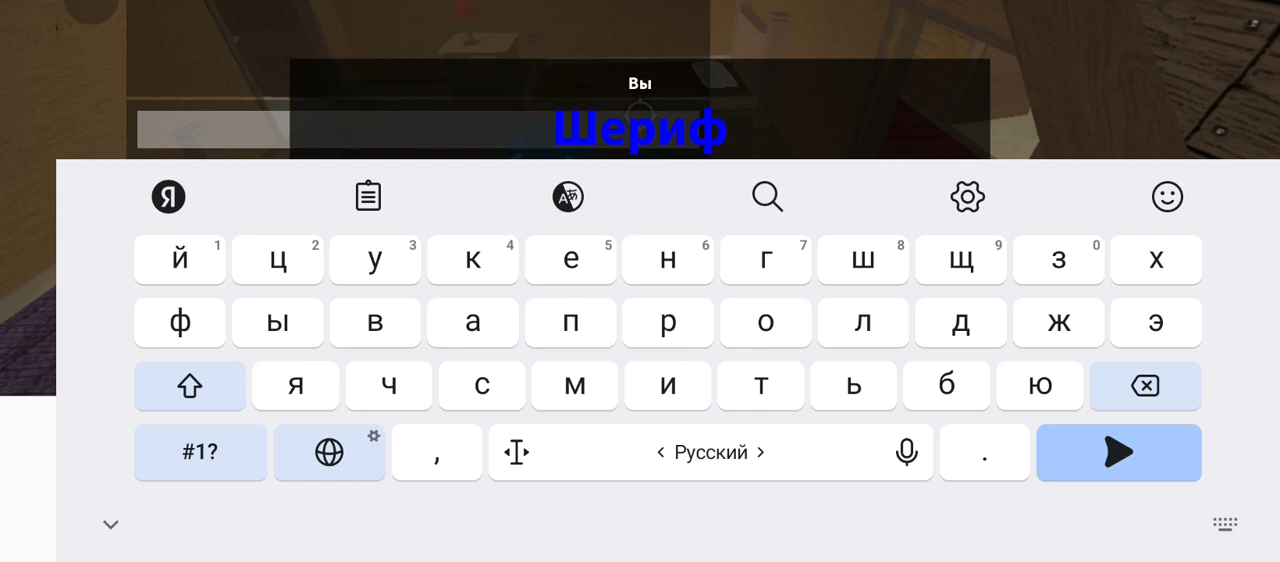 Вы
Шериф
Я
й 1 ц 2 у 3 к 4 е 5 н 6 г 7 ш 8 щ 9 з 0 х
ф ы в а п р о л д ж э
я ч с м и т ь б ю
#1? , < Русский > .